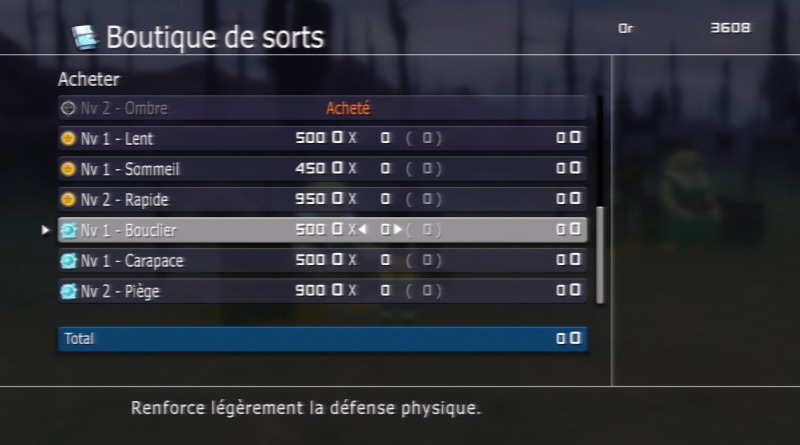 Boutique de sorts
Or 3608
Acheter
Nv 2 - Ombre Acheté
Nv 1 - Lent 500 O X 0 ( 0 ) 0 O
Nv 1 - Sommeil 450 O X 0 ( 0 ) 0 O
Nv 2 - Rapide 950 O X 0 ( 0 ) 0 O
Nv 1 - Bouclier 500 O X 0 ( 0 ) 0 O
Nv 1 - Carapace 500 O X 0 ( 0 ) 0 O
Nv 2 - Piège 900 O X 0 ( 0 ) 0 O
Total 0 O
Renforce légèrement la défense physique.